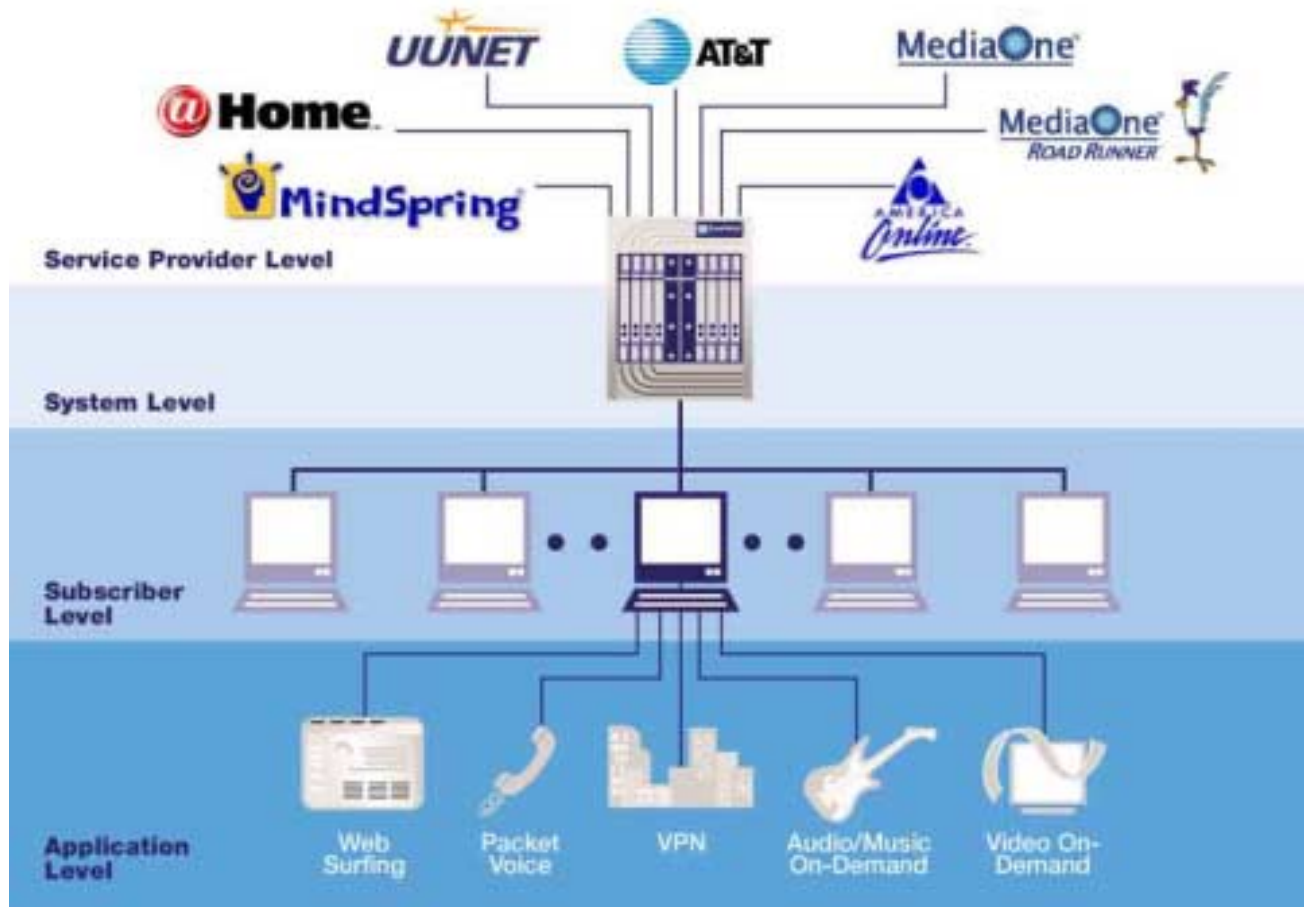 UUNET
AT&T
MediaOne
@Home
MediaOne
ROAD RUNNER
MindSpring
AMERICA
Online
Service Provider Level
System Level
Subscriber
Level
Application
Level
Web
Surfing
Packet
Voice
VPN
Audio/Music
On-Demand
Video On-
Demand